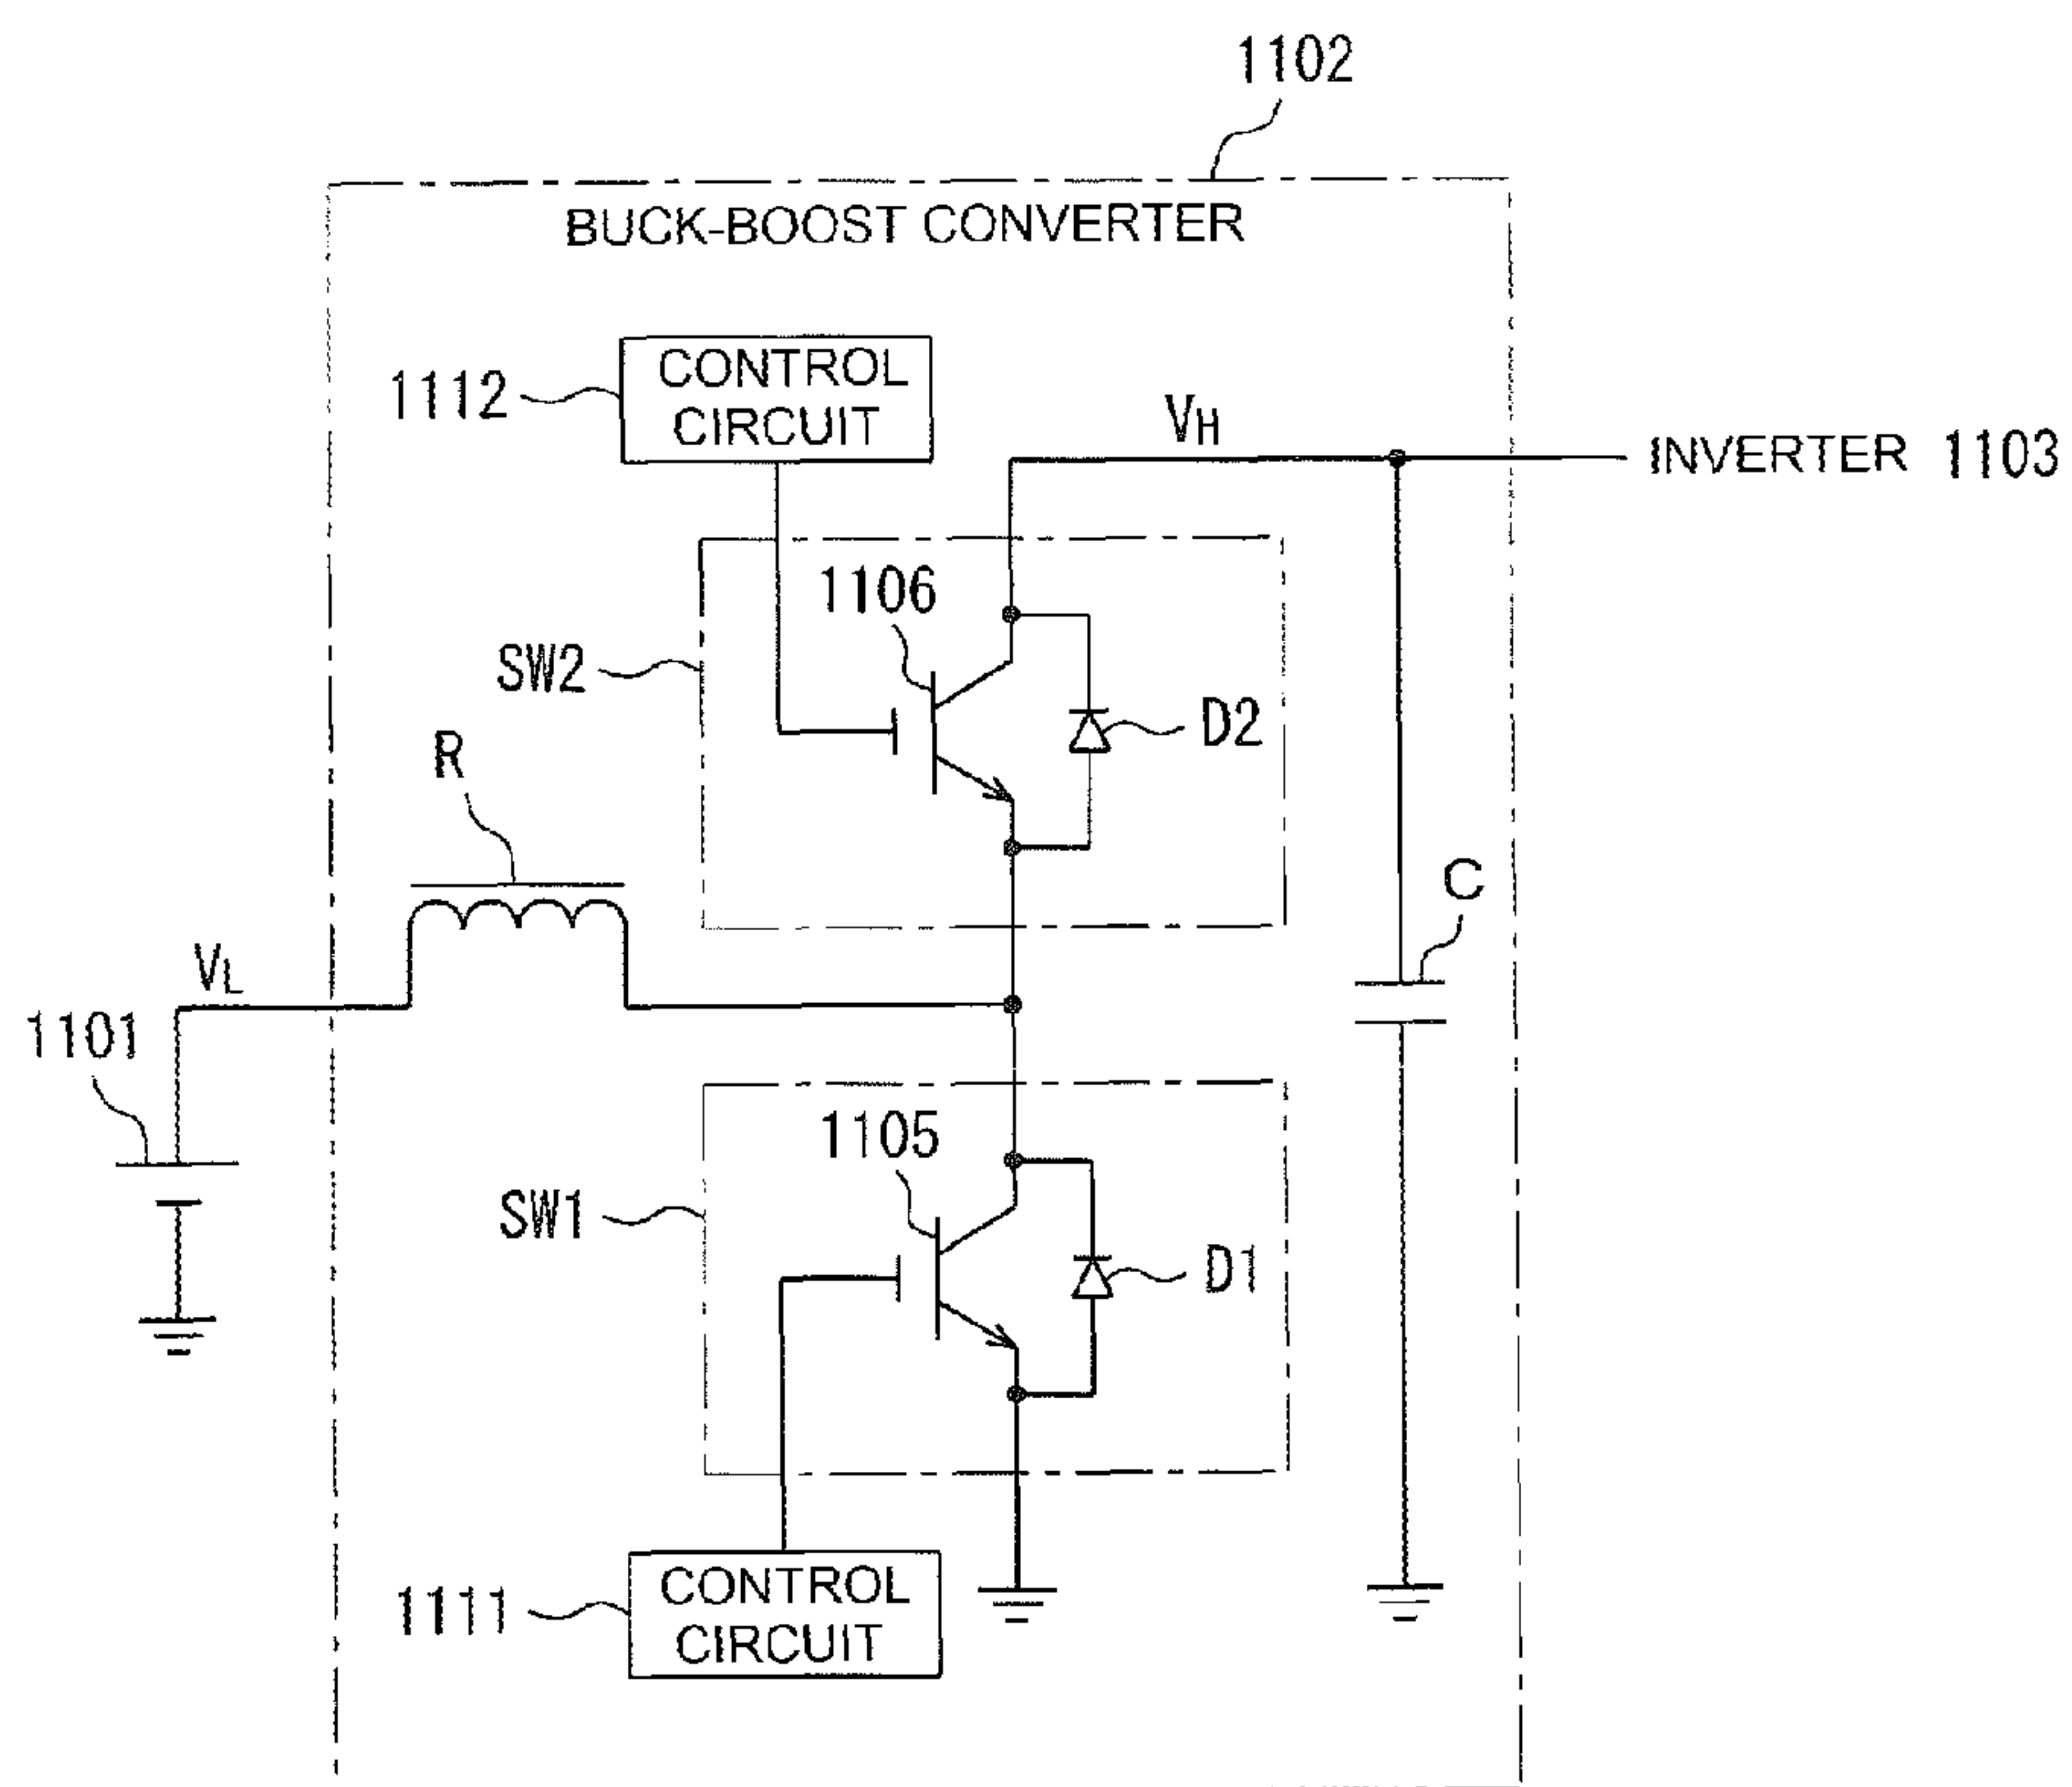 1102
BUCK-BOOST CONVERTER
1112
CONTROL
CIRCUIT
VH
INVERTER 1103
1106
SW2
D2
R
C
VL
1101
1105
SW1
D1
1111
CONTROL
CIRCUIT